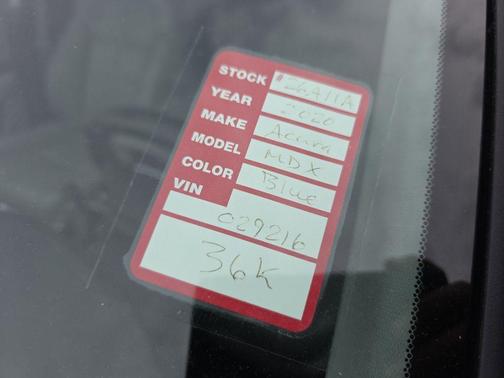 STOCK # 26A11A
YEAR 2020
MAKE Acura
MODEL MDX
COLOR Blue
VIN 029216
36K